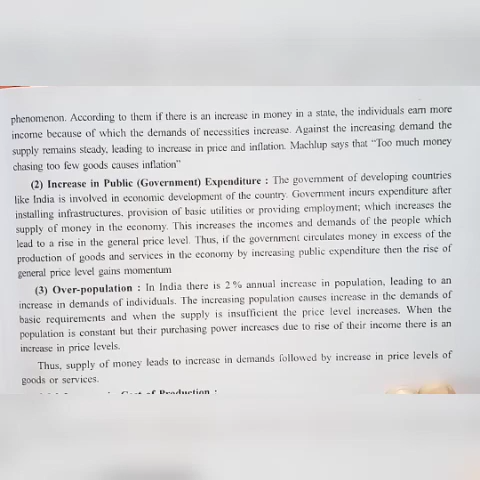 phenomenon. According to them if there is an increase in money in a state, the individuals earn more
income because of which the demands of necessities increase. Against the increasing demand the
supply remains steady, leading to increase in price and inflation. Machlup says that "Too much money
chasing too few goods causes inflation"
(2) Increase in Public (Government) Expenditure : The government of developing countries
like India is involved in economic development of the country. Government incurs expenditure after
installing infrastructures, provision of basic utilities or providing employment; which increases the
supply of money in the economy. This increases the incomes and demands of the people which
lead to a rise in the general price level. Thus, if the government circulates money in excess of the
production of goods and services in the economy by increasing public expenditure then the rise of
general price level gains momentum
(3) Over-population : In India there is 2 % annual increase in population, leading to an
increase in demands of individuals. The increasing population causes increase in the demands of
basic requirements and when the supply is insufficient the price level increases. When the
population is constant but their purchasing power increases due to rise of their income there is an
increase in price levels.
Thus, supply of money leads to increase in demands followed by increase in price levels of
goods or services.
of Production :